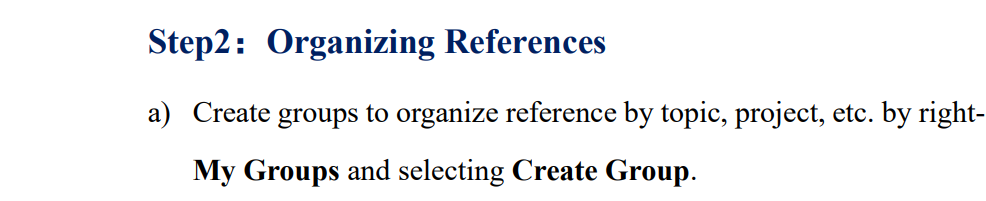 Step2：Organizing References
a) Create groups to organize reference by topic, project, etc. by right-
My Groups and selecting Create Group.